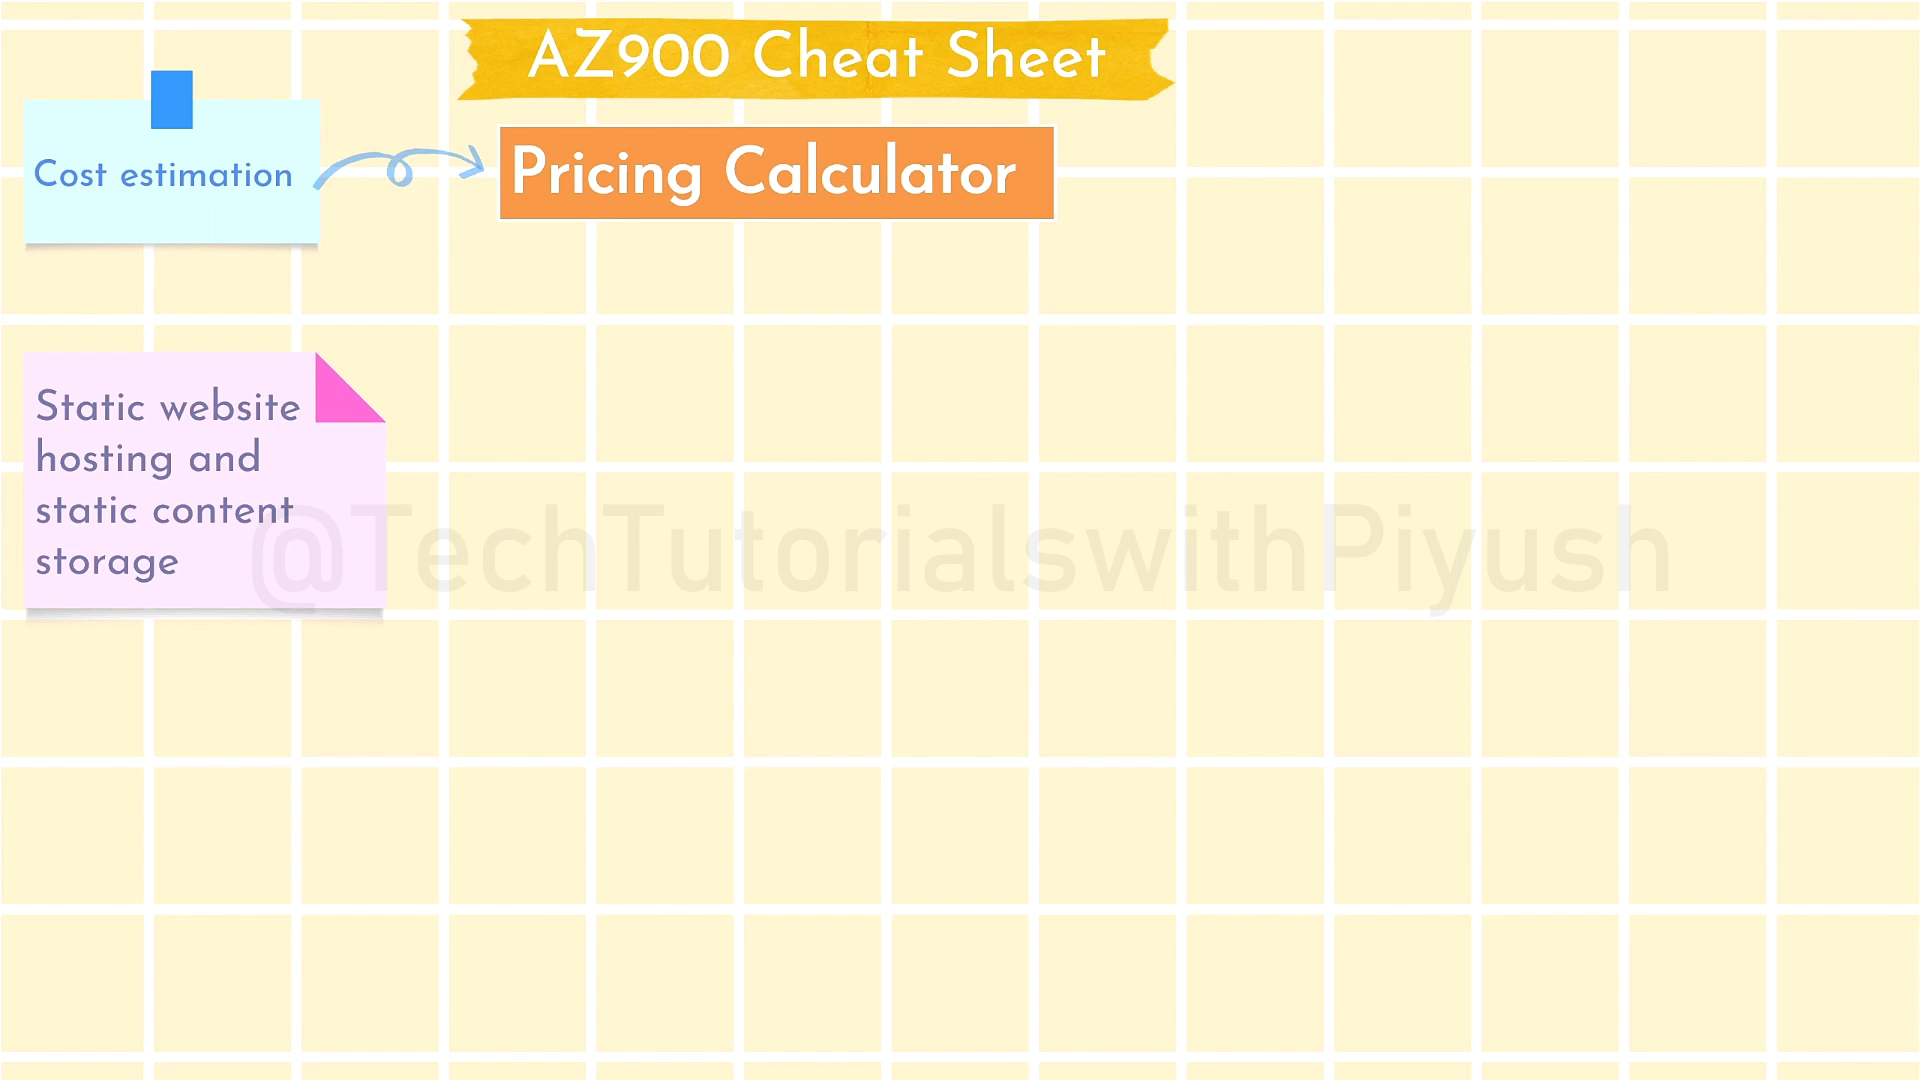 AZ900 Cheat Sheet
Cost estimation
Pricing Calculator
Static website
hosting and
static content
storage
@TechTutorialswithPiyush